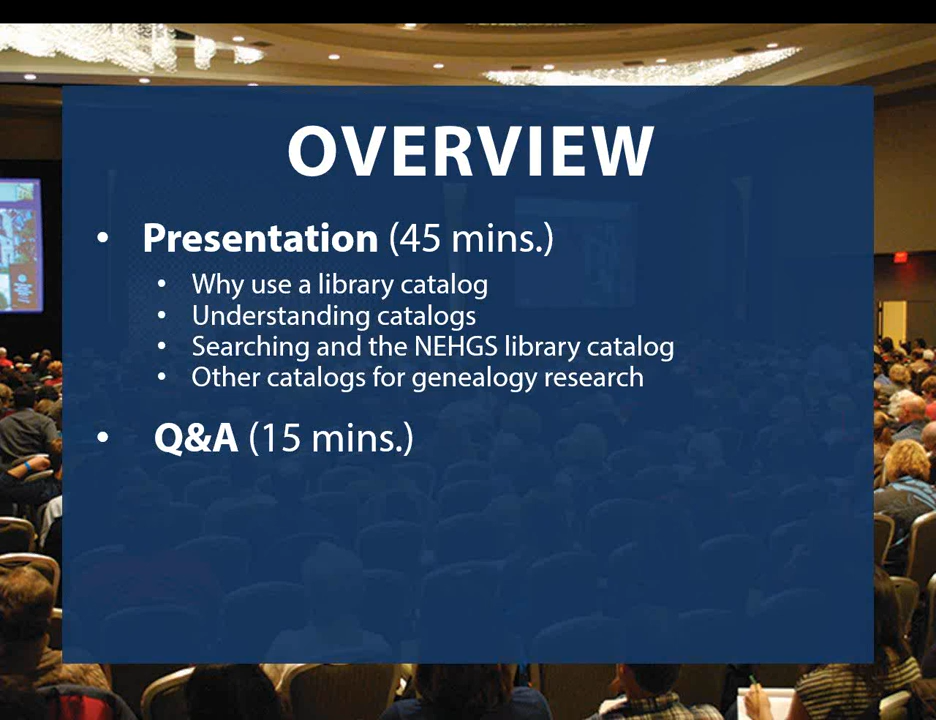 OVERVIEW
• Presentation (45 mins.)
• Why use a library catalog
• Understanding catalogs
• Searching and the NEHGS library catalog
• Other catalogs for genealogy research
• Q&A (15 mins.)